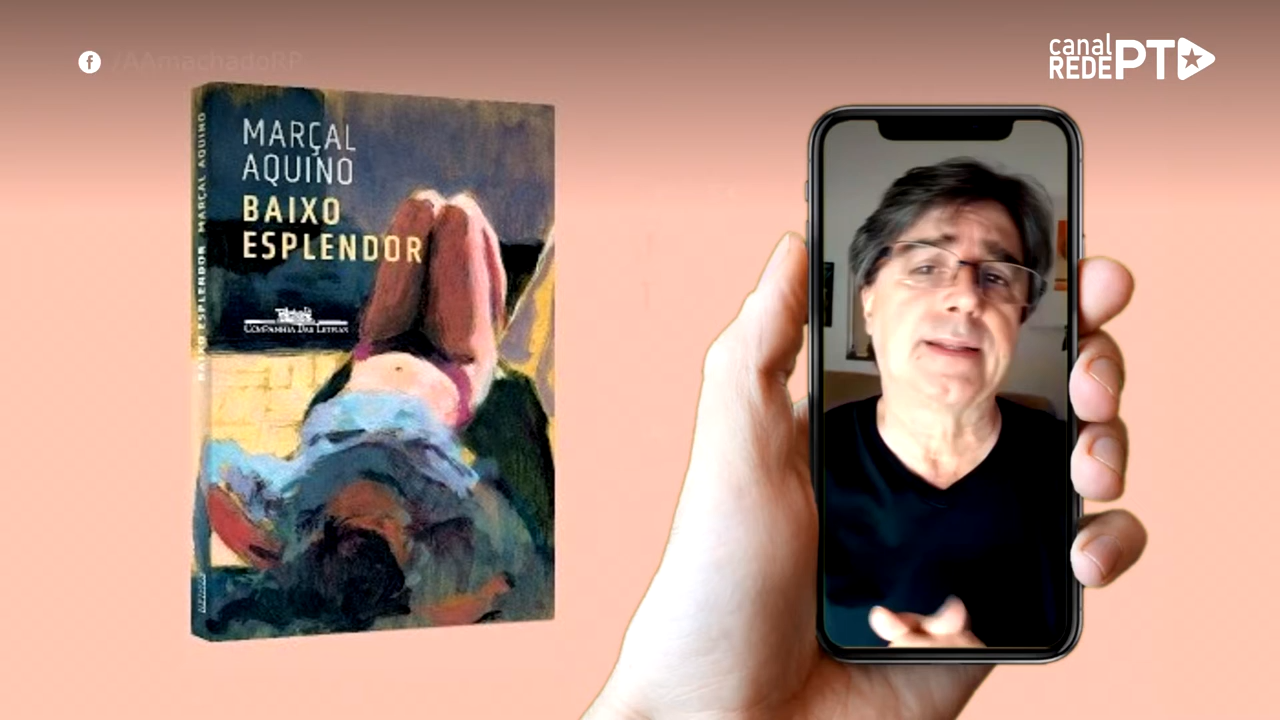 /AAmachadoRP
canal
REDE PT
MARÇAL
AQUINO
BAIXO
ESPLENDOR
COMPANHIA DAS LETRAS
BAIXO ESPLENDOR MARÇAL AQUINO